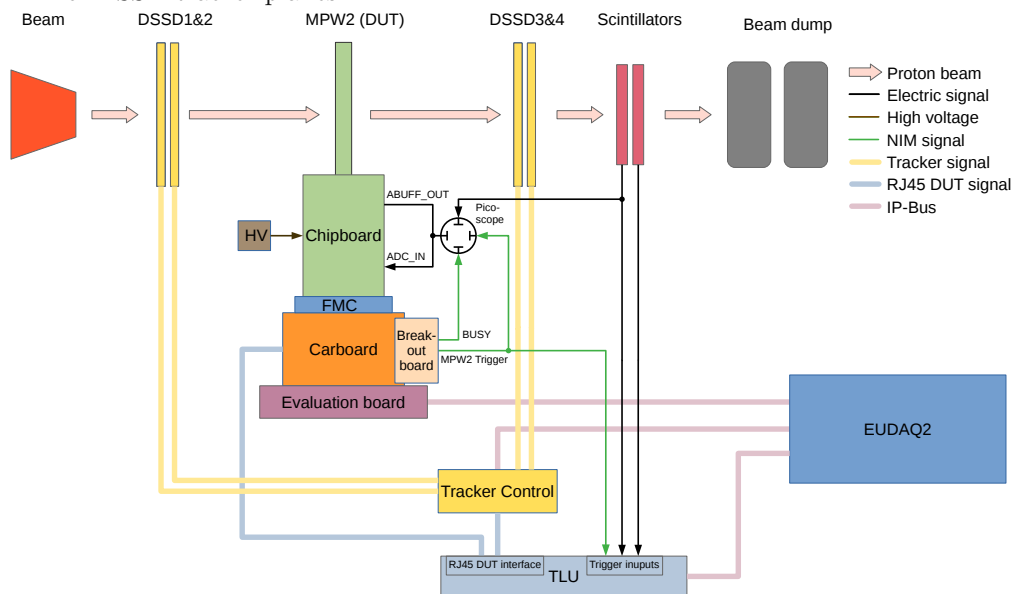 Beam
DSSD1&2
MPW2 (DUT)
DSSD3&4
Scintillators
Beam dump
Proton beam
Electric signal
High voltage
NIM signal
Tracker signal
RJ45 DUT signal
IP-Bus
ABUFF_OUT
Pico-
scope
HV
Chipboard
ADC_IN
FMC
Carboard
Break-
out
board
BUSY
MPW2 Trigger
Evaluation board
EUDAQ2
Tracker Control
RJ45 DUT interface
Trigger inuputs
TLU